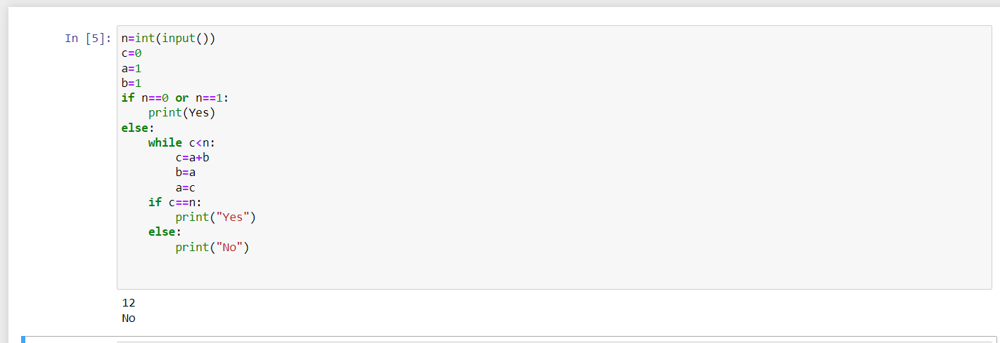 In [5]: n=int(input())
c=0
a=1
b=1
if n==0 or n==1:
    print(Yes)
else:
    while c<n:
        c=a+b
        b=a
        a=c
    if c==n:
        print("Yes")
    else:
        print("No")
12
No